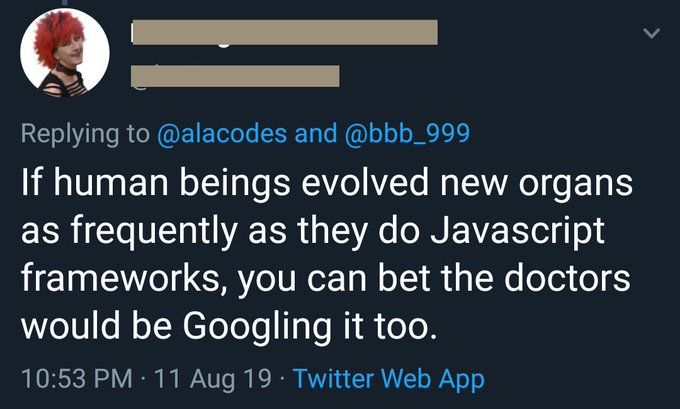 Replying to @alacodes and @bbb_999
If human beings evolved new organs
as frequently as they do Javascript
frameworks, you can bet the doctors
would be Googling it too.
10:53 PM · 11 Aug 19 · Twitter Web App